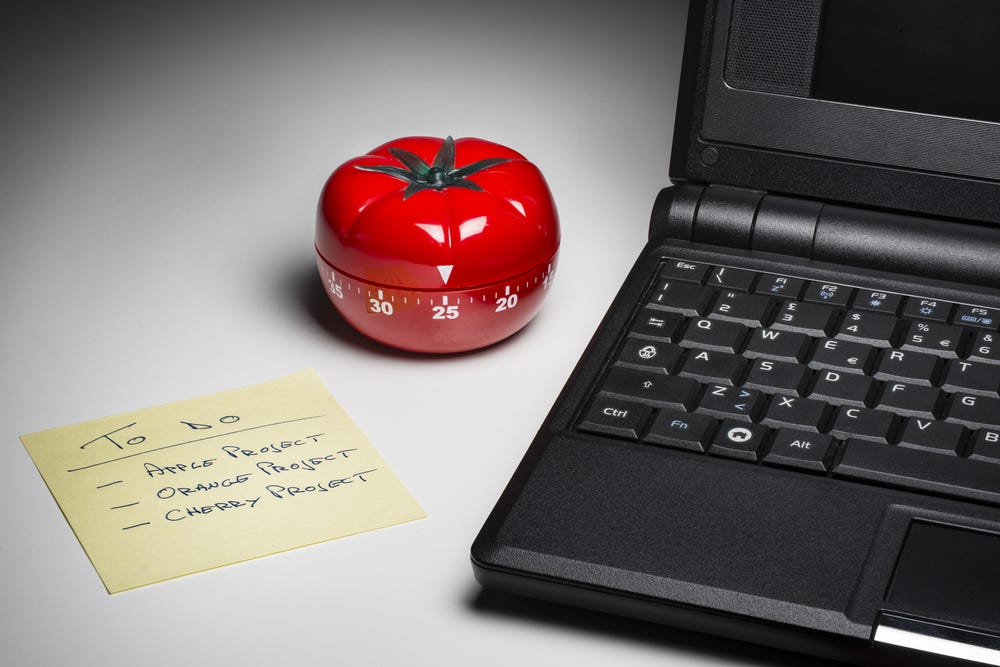 To Do
- Apple Project
- Orange Project
- Cherry Project
35 30 25 20 15
Esc F1 F2 F3 F4 F5
! 1 " 2 £ 3 $ 4 % 5 € & 6
Q W E € R T
A S D F G
Z X C V B
Ctrl Fn Alt